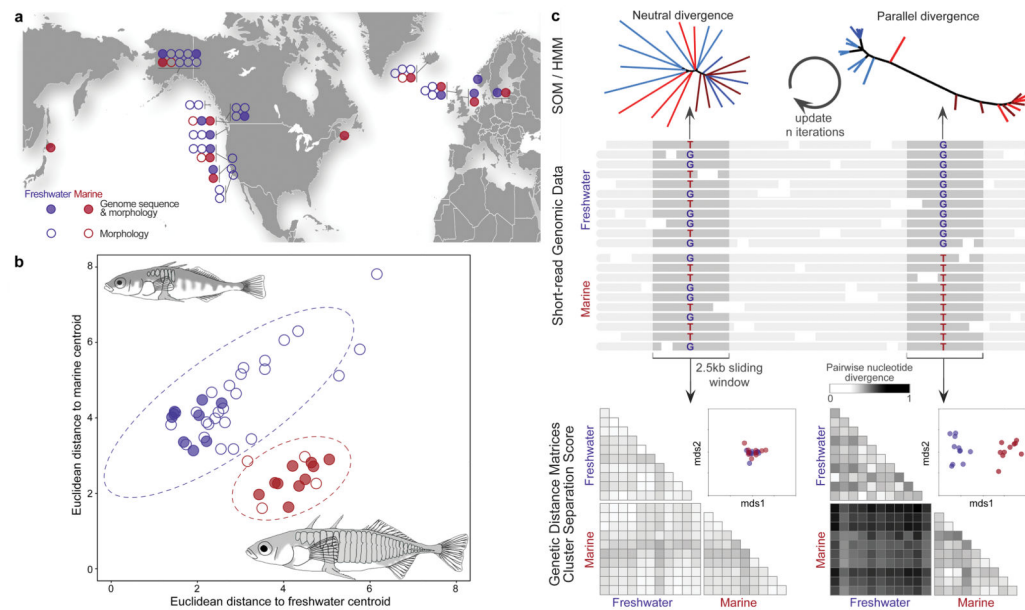 a
Freshwater Marine
Genome sequence
& morphology
Morphology
b
Euclidean distance to marine centroid
8
6
4
2
0
0 2 4 6 8
Euclidean distance to freshwater centroid
c
SOM / HMM
Neutral divergence
Parallel divergence
update
n iterations
Short-read Genomic Data
Freshwater
Marine
G
G
G
G
G
G
G
G
G
G
G
T
T
T
T
T
T
T
T
T
T
2.5kb sliding
window
Pairwise nucleotide
divergence
0 1
Genetic Distance Matrices
Cluster Separation Score
Freshwater
Marine
mds2
mds1
Freshwater
Marine
Freshwater
Marine
mds2
mds1
Freshwater
Marine